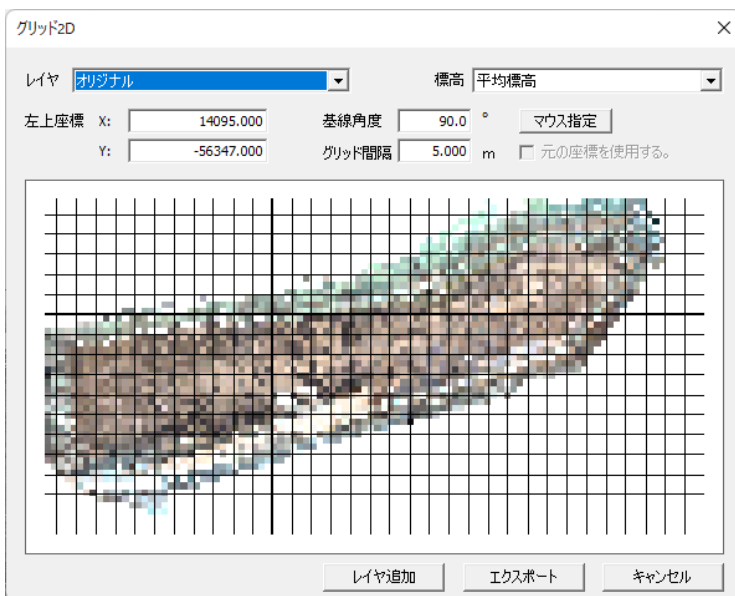 グリッド2D
レイヤ オリジナル 標高 平均標高
左上座標 X: 14095.000 基線角度 90.0 ° マウス指定
Y: -56347.000 グリッド間隔 5.000 m 元の座標を使用する。
レイヤ追加 エクスポート キャンセル